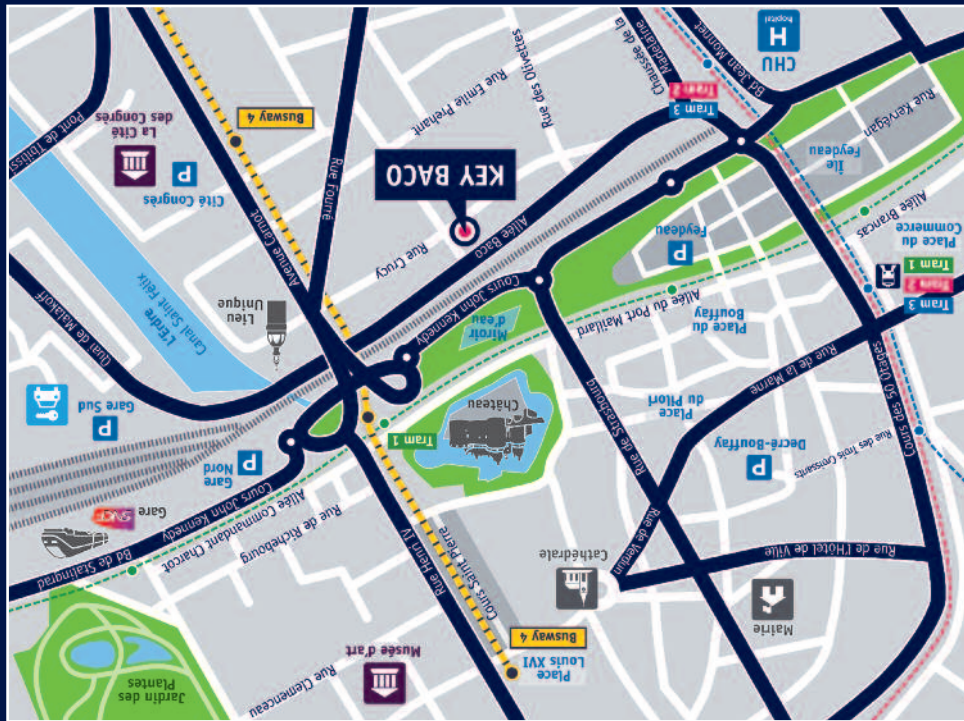 Place
Louis XVI
Musée d'art
Rue Clemenceau
Jardin des
Plantes
Mairie
Busway 4
Cathédrale
Rue de l'Hôtel de Ville
Rue de Verdun
Cours Saint Pierre
Rue Henri IV
Rue de Richebourg
Allée Commandant Charcot
Cours John Kennedy
Bd de Stalingrad
Gare
SNCF
Cours des 50 Otages
Rue des Trois Croissants
P
Decré-Bouffay
Place
du Pilori
Rue de la Marne
Rue de Strasbourg
Château
Tram 1
P
Gare
Nord
P
Gare Sud
Quai de Malakoff
Tram 3
Tram 2
Tram 1
Place du
Commerce
Place du
Bouffay
Allée du Port Maillard
Miroir
d'eau
Cours John Kennedy
Lieu
Unique
L'Erdre
Canal Saint Félix
Allée Brancas
P
Feydeau
Île
Feydeau
Rue Kervégan
Allée Baco
Rue Crucy
KEY BACO
Avenue Carnot
Rue Fourré
P
Cité Congrès
La Cité
des Congrès
Pont de Tbilissi
Tram 3
Tram 2
Chaussée de la
Madelaine
Rue des Olivettes
Rue Emile Prehant
Busway 4
Bd Jean Monnet
CHU
H
hopital